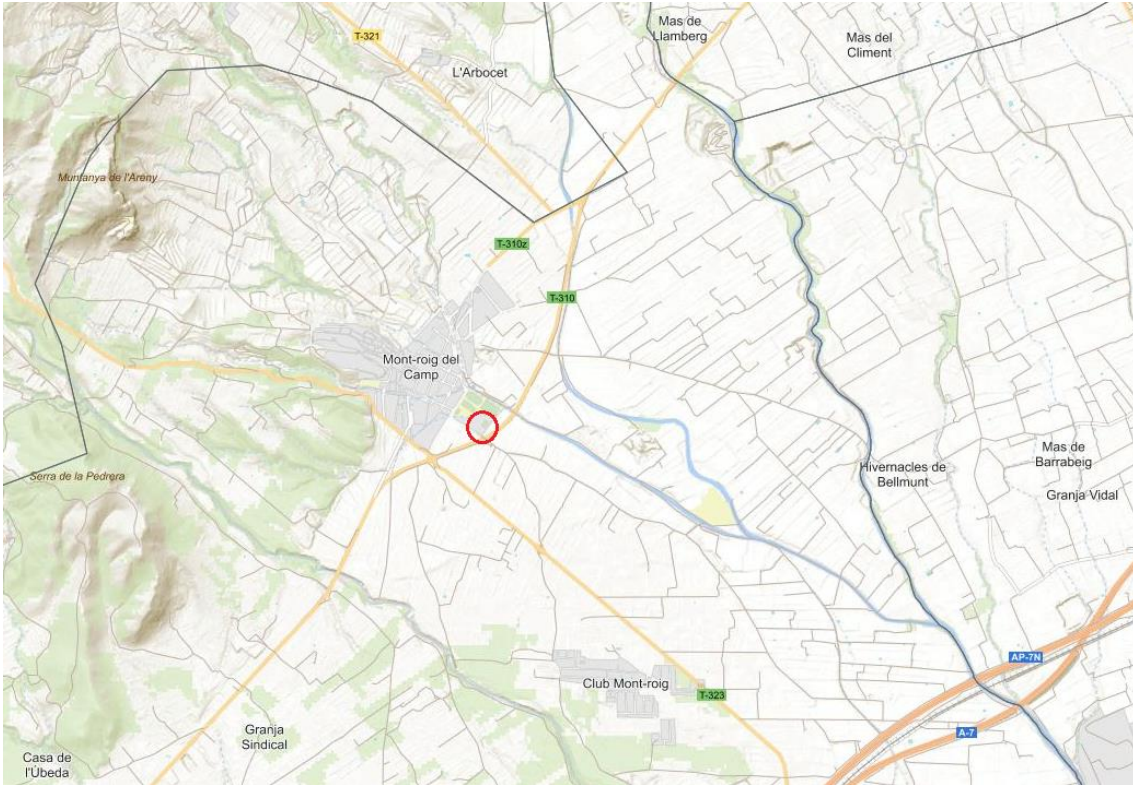 Mas de
Llamberg
T-321
Mas del
Climent
L'Arbocet
Muntanya de l'Areny
T-310z
T-310
Mont-roig del
Camp
Mas de
Barrabeig
Hivernacles de
Bellmunt
Serra de la Pedrera
Granja Vidal
AP-7N
Club Mont-roig
T-323
Granja
Sindical
A-7
Casa de
l'Úbeda